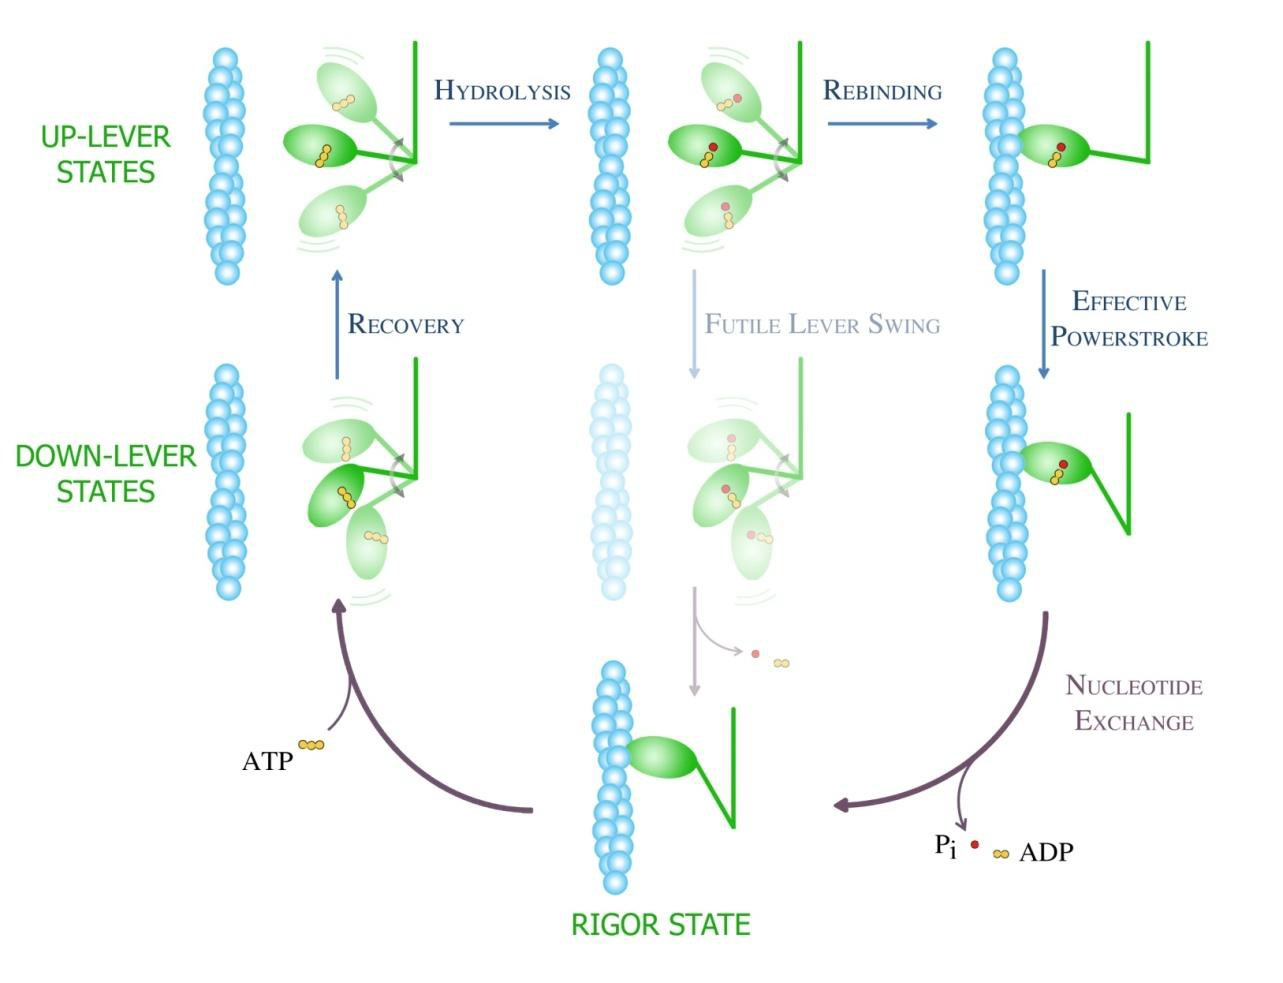 HYDROLYSIS
REBINDING
UP-LEVER
STATES
EFFECTIVE
POWERSTROKE
RECOVERY
FUTILE LEVER SWING
DOWN-LEVER
STATES
NUCLEOTIDE
EXCHANGE
ATP
Pi
ADP
RIGOR STATE